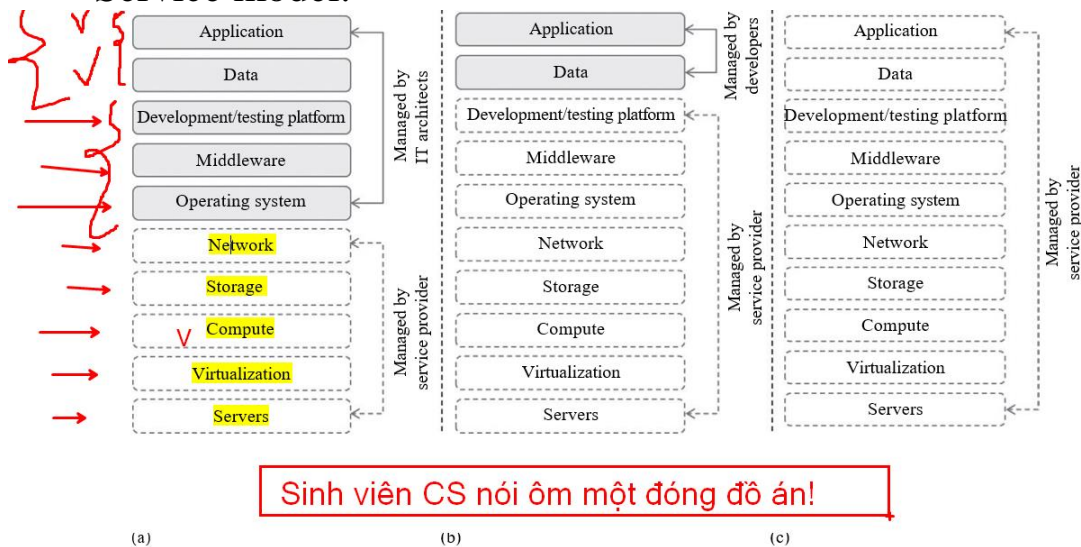 Service model.
Application
Data
Development/testing platform
Middleware
Operating system
Network
Storage
Compute
Virtualization
Servers
Managed by
IT architects
Managed by
service provider
Application
Data
Development/testing platform
Middleware
Operating system
Network
Storage
Compute
Virtualization
Servers
Managed by
developers
Managed by
service provider
Application
Data
Development/testing platform
Middleware
Operating system
Network
Storage
Compute
Virtualization
Servers
Managed by
service provider
V
Sinh viên CS nói ôm một đóng đồ án!
(a)
(b)
(c)